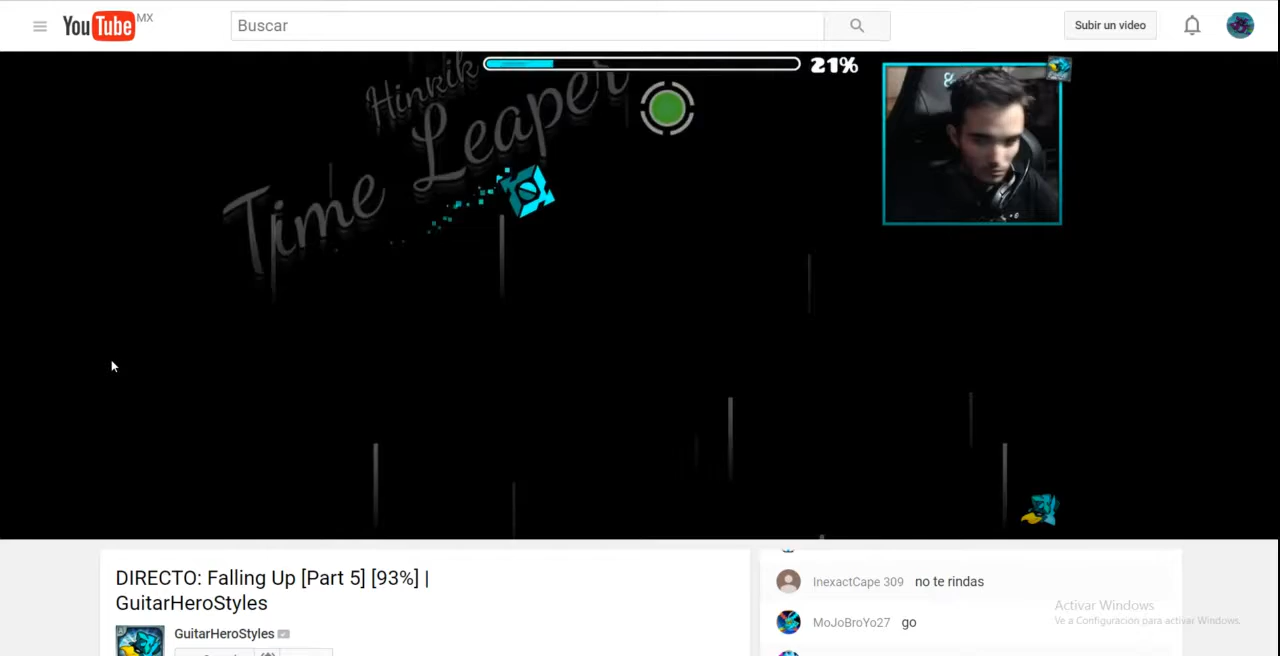 YouTube MX
Buscar
Subir un video
21%
Hinkik
Time Leaper
DIRECTO: Falling Up [Part 5] [93%] |
GuitarHeroStyles
GuitarHeroStyles
InexactCape 309 no te rindas
MoJoBroYo27 go
Activar Windows
Ve a Configuración para activar Windows.